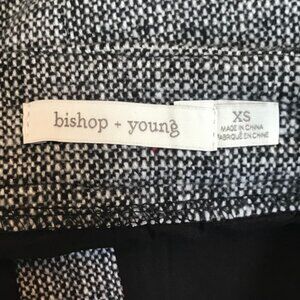 bishop + young
XS
MADE IN CHINA
FABRIQUÉ EN CHINE